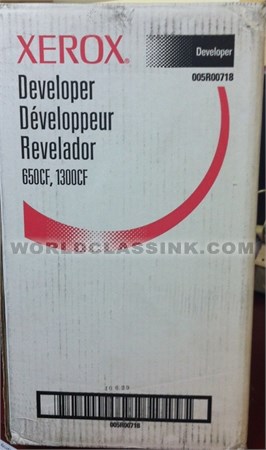 XEROX®
Developer
005R00718
Developer
Développeur
Revelador
650CF, 1300CF
WORLDCLASSINK.COM
005R00718